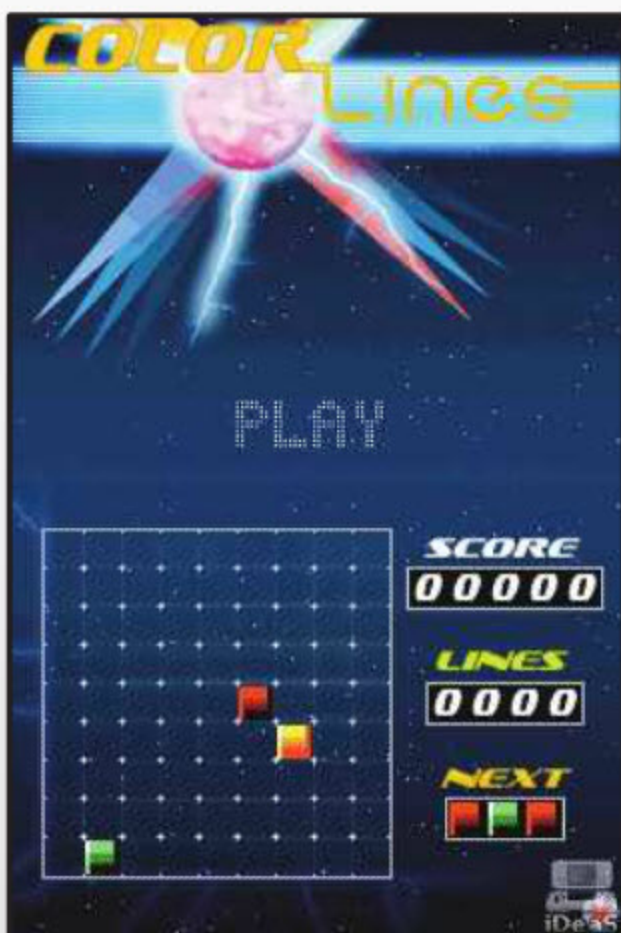 COLOR
Lines
PLAY
SCORE
00000
LINES
0000
NEXT
iDeaS